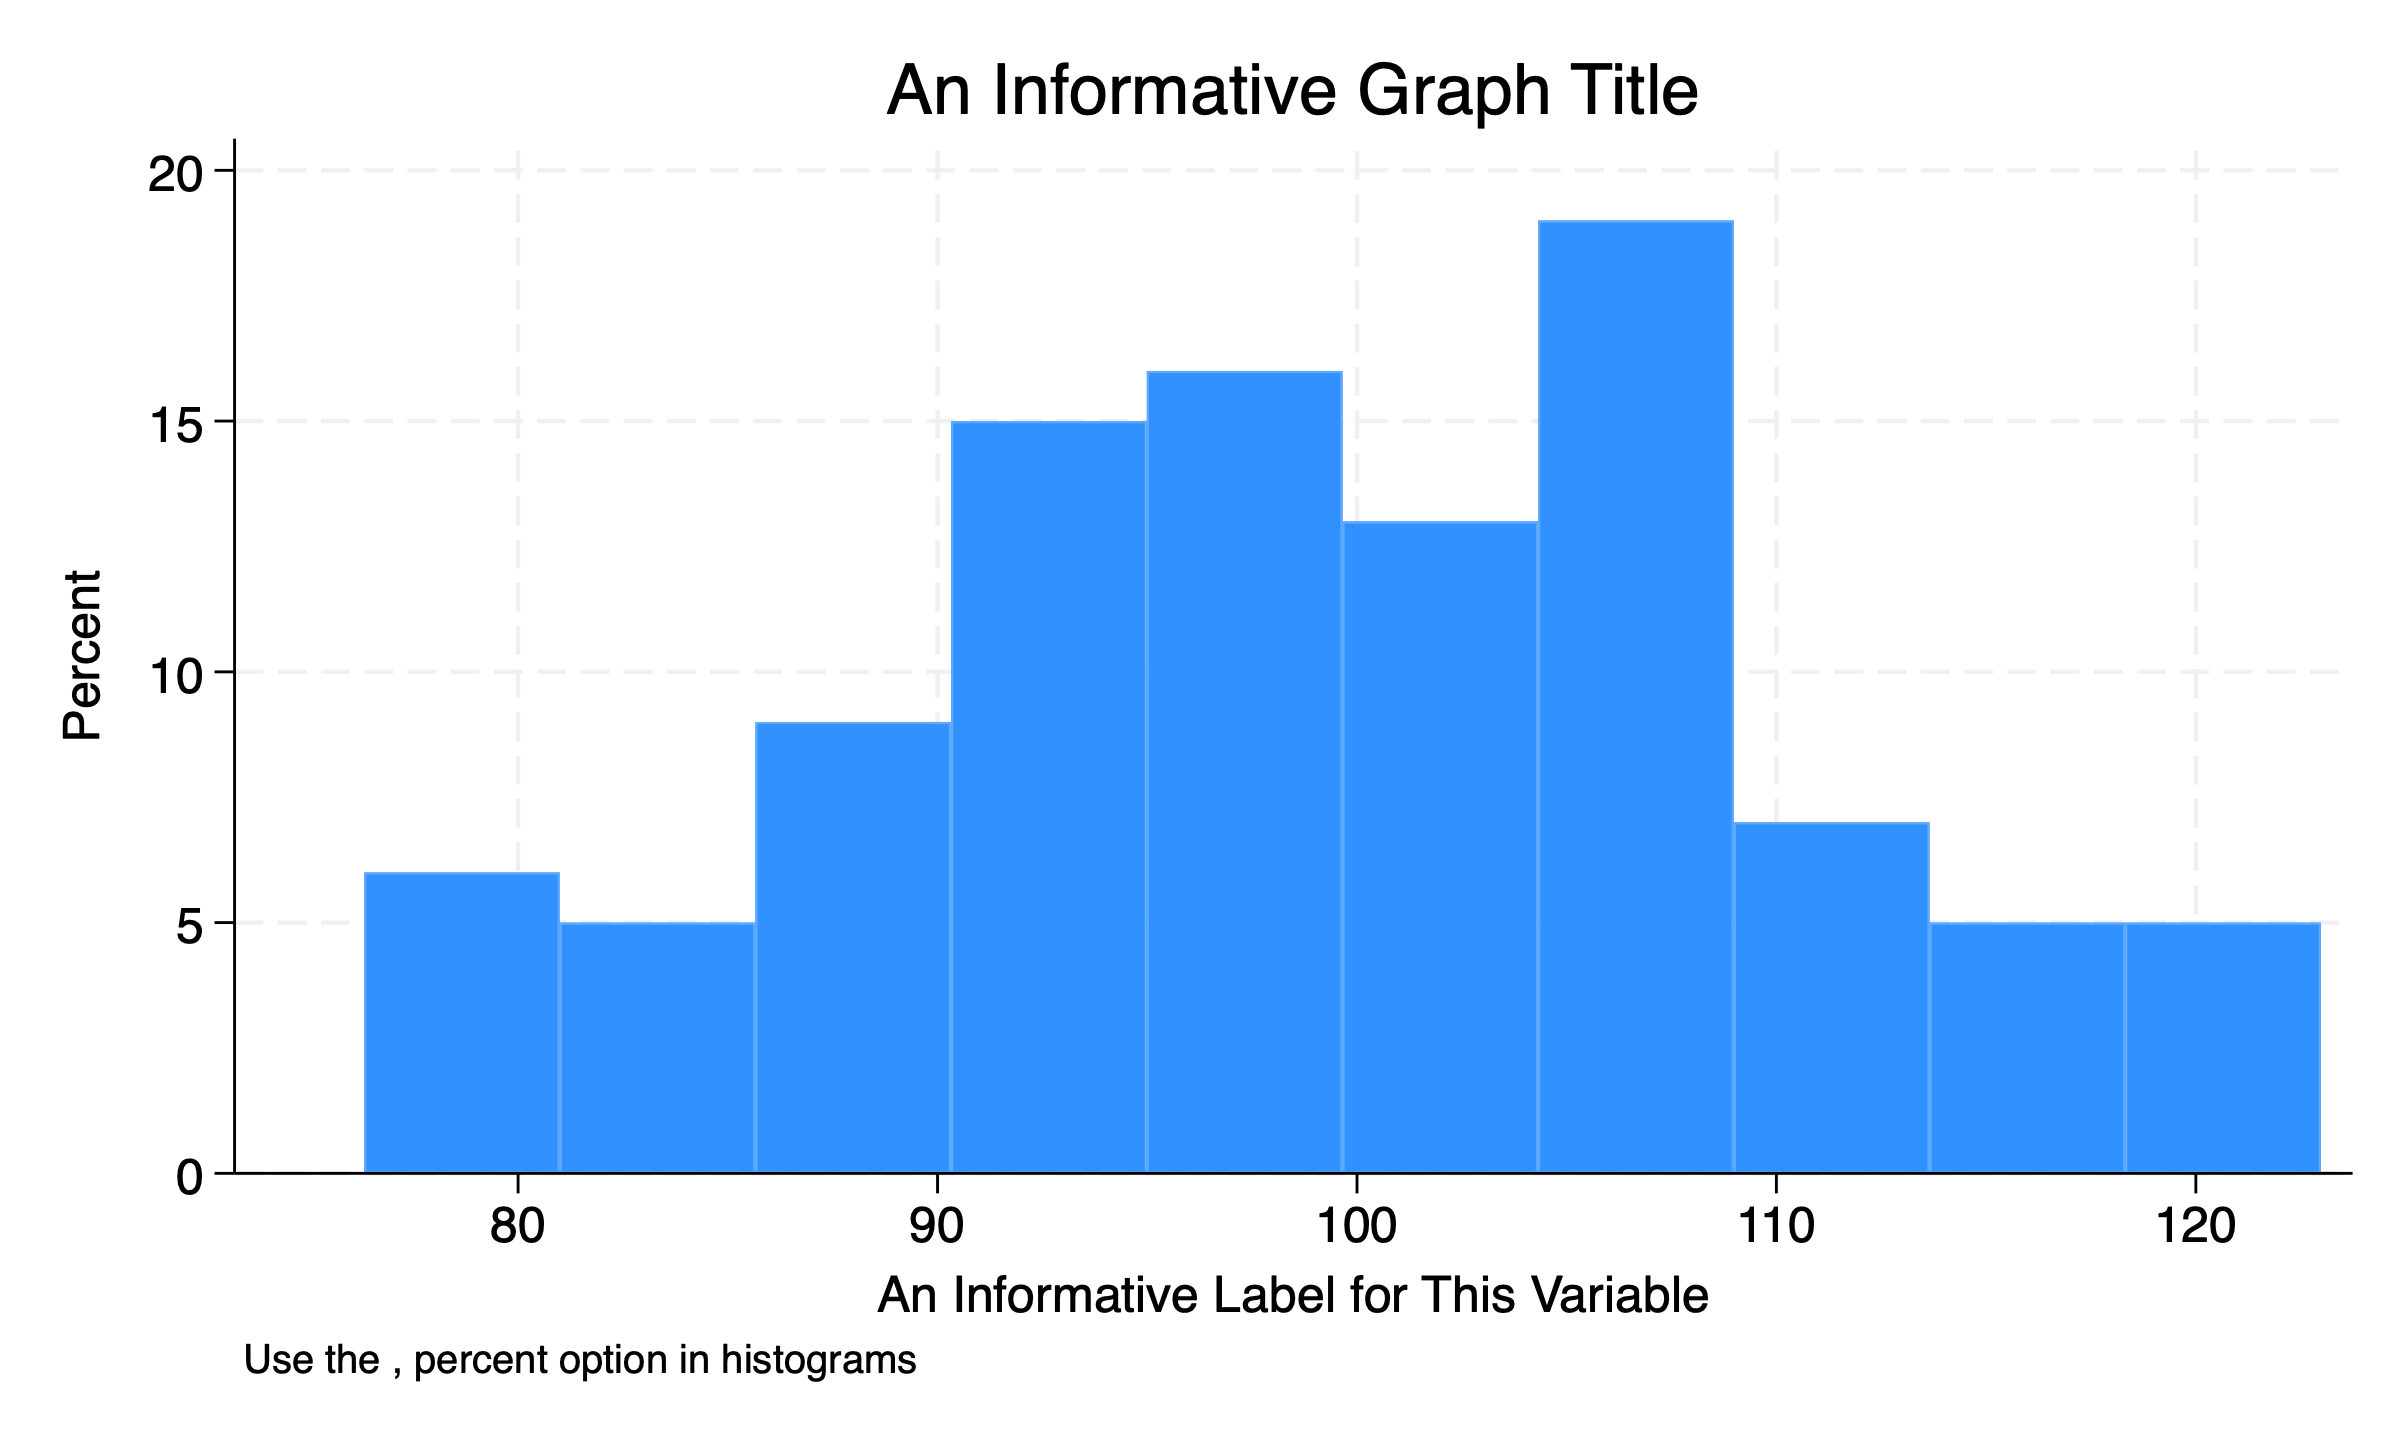 An Informative Graph Title
20
15
10
5
0
Percent
80 90 100 110 120
An Informative Label for This Variable
Use the , percent option in histograms